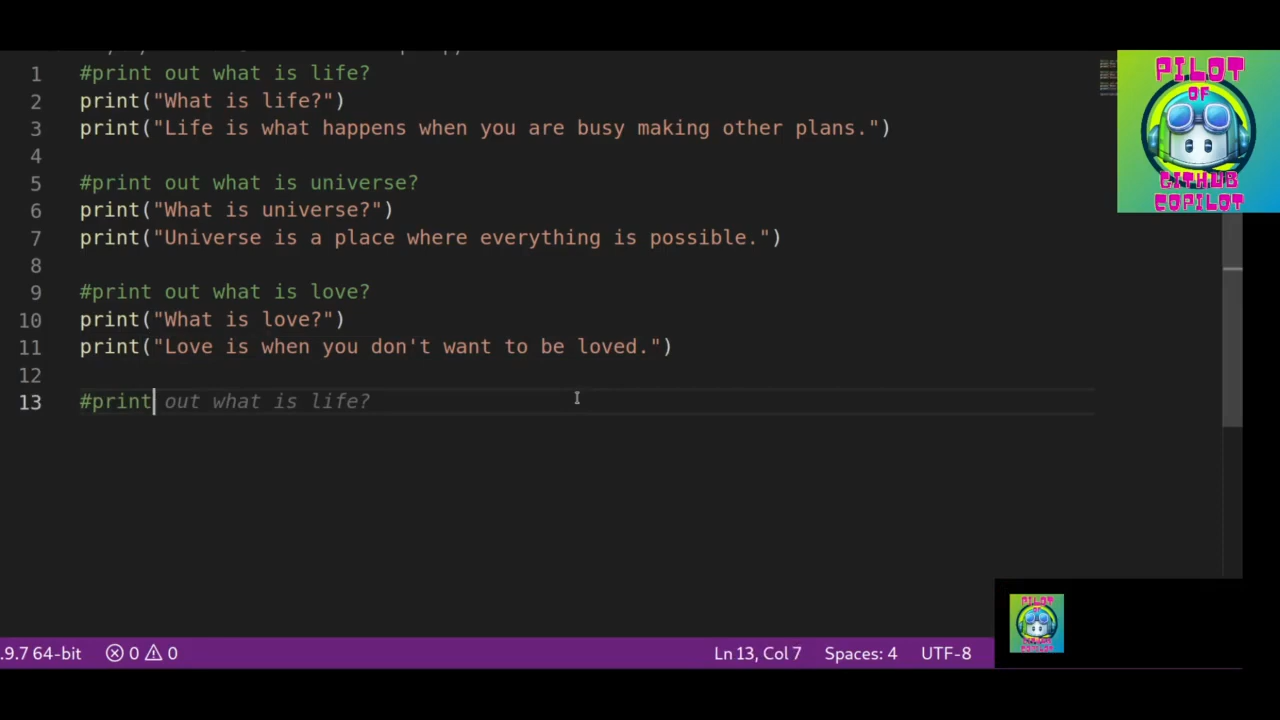 1 #print out what is life?
2 print("What is life?")
3 print("Life is what happens when you are busy making other plans.")
4
5 #print out what is universe?
6 print("What is universe?")
7 print("Universe is a place where everything is possible.")
8
9 #print out what is love?
10 print("What is love?")
11 print("Love is when you don't want to be loved.")
12
13 #print out what is life?
PILOT
OF
GITHUB
COPILOT
.9.7 64-bit 0 0 Ln 13, Col 7 Spaces: 4 UTF-8
PILOT
OF
GITHUB
COPILOT